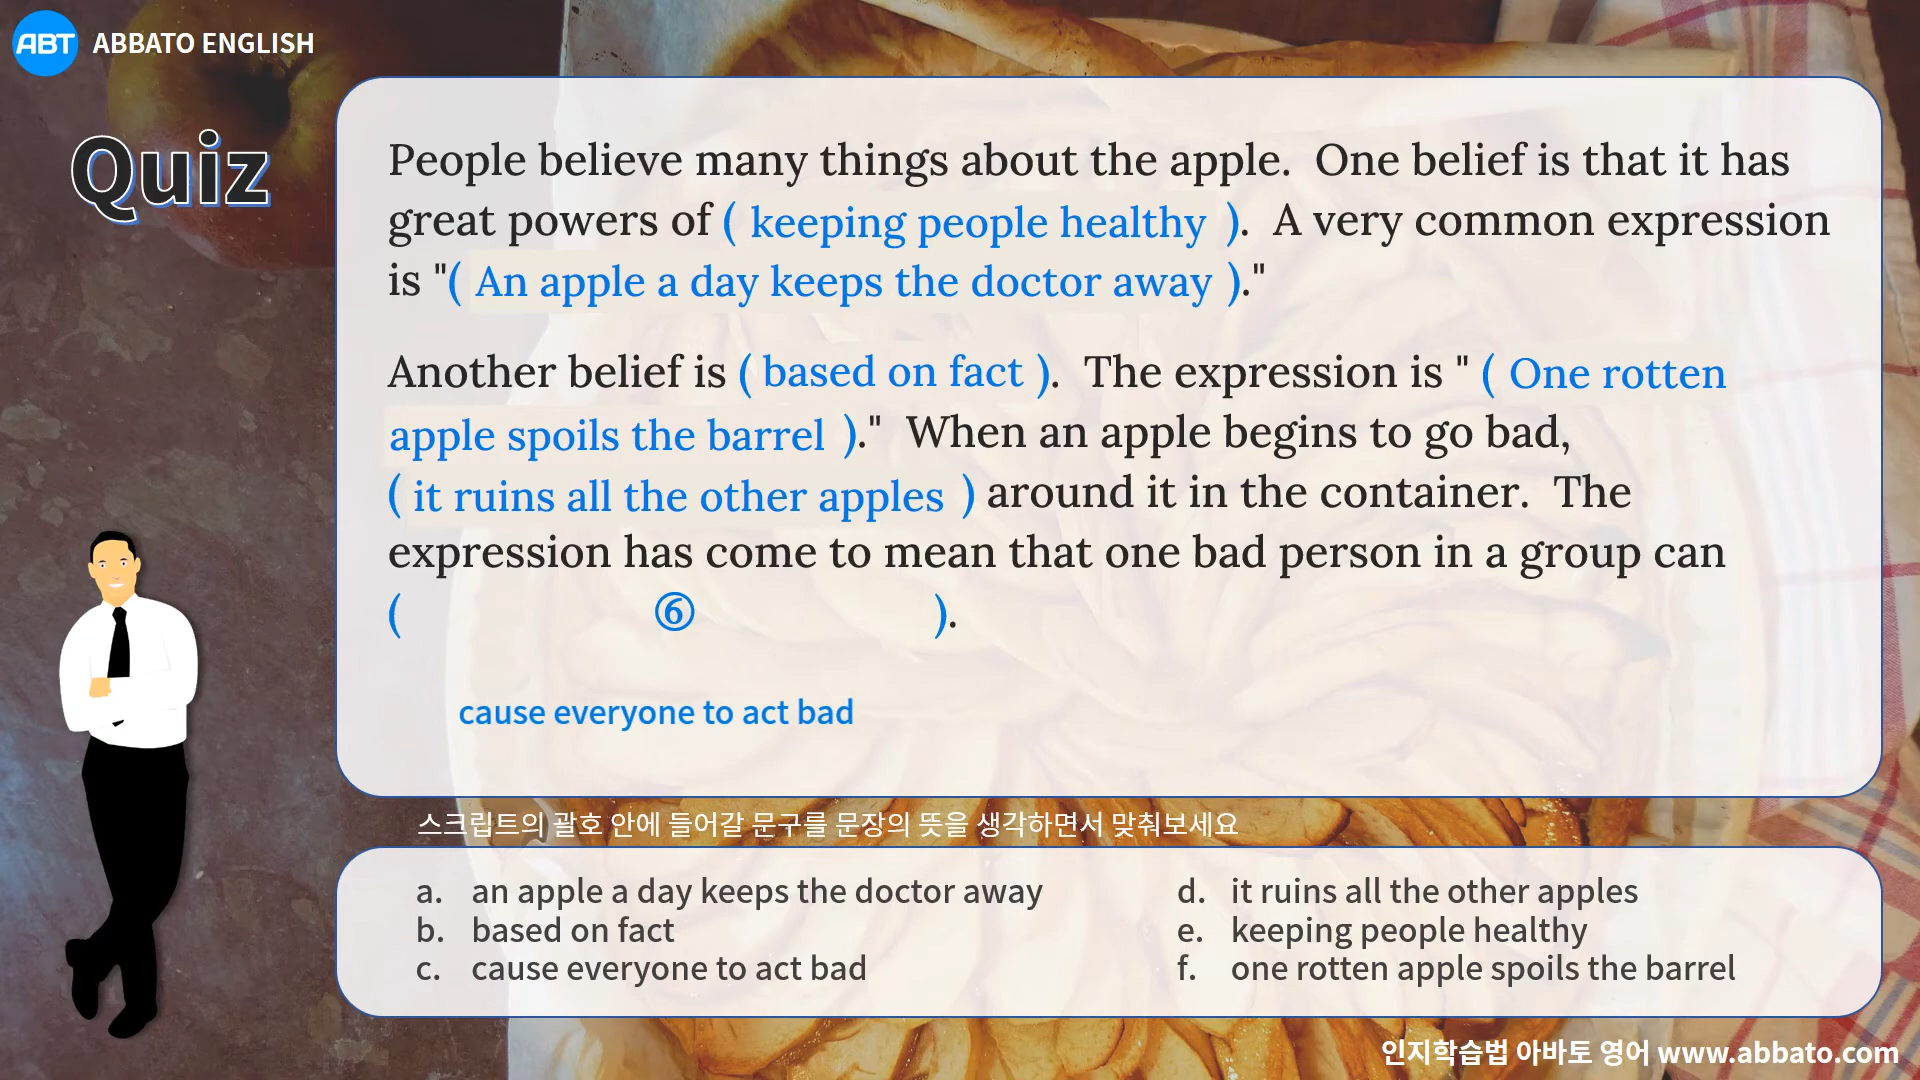 ABT ABBATO ENGLISH
Quiz
People believe many things about the apple. One belief is that it has
great powers of ( keeping people healthy ). A very common expression
is "( An apple a day keeps the doctor away )."
Another belief is ( based on fact ). The expression is " ( One rotten
apple spoils the barrel )." When an apple begins to go bad,
( it ruins all the other apples ) around it in the container. The
expression has come to mean that one bad person in a group can
( ⑥ ).
cause everyone to act bad
스크립트의 괄호 안에 들어갈 문구를 문장의 뜻을 생각하면서 맞춰보세요
a. an apple a day keeps the doctor away
b. based on fact
c. cause everyone to act bad
d. it ruins all the other apples
e. keeping people healthy
f. one rotten apple spoils the barrel
인지학습법 아바토 영어 www.abbato.com